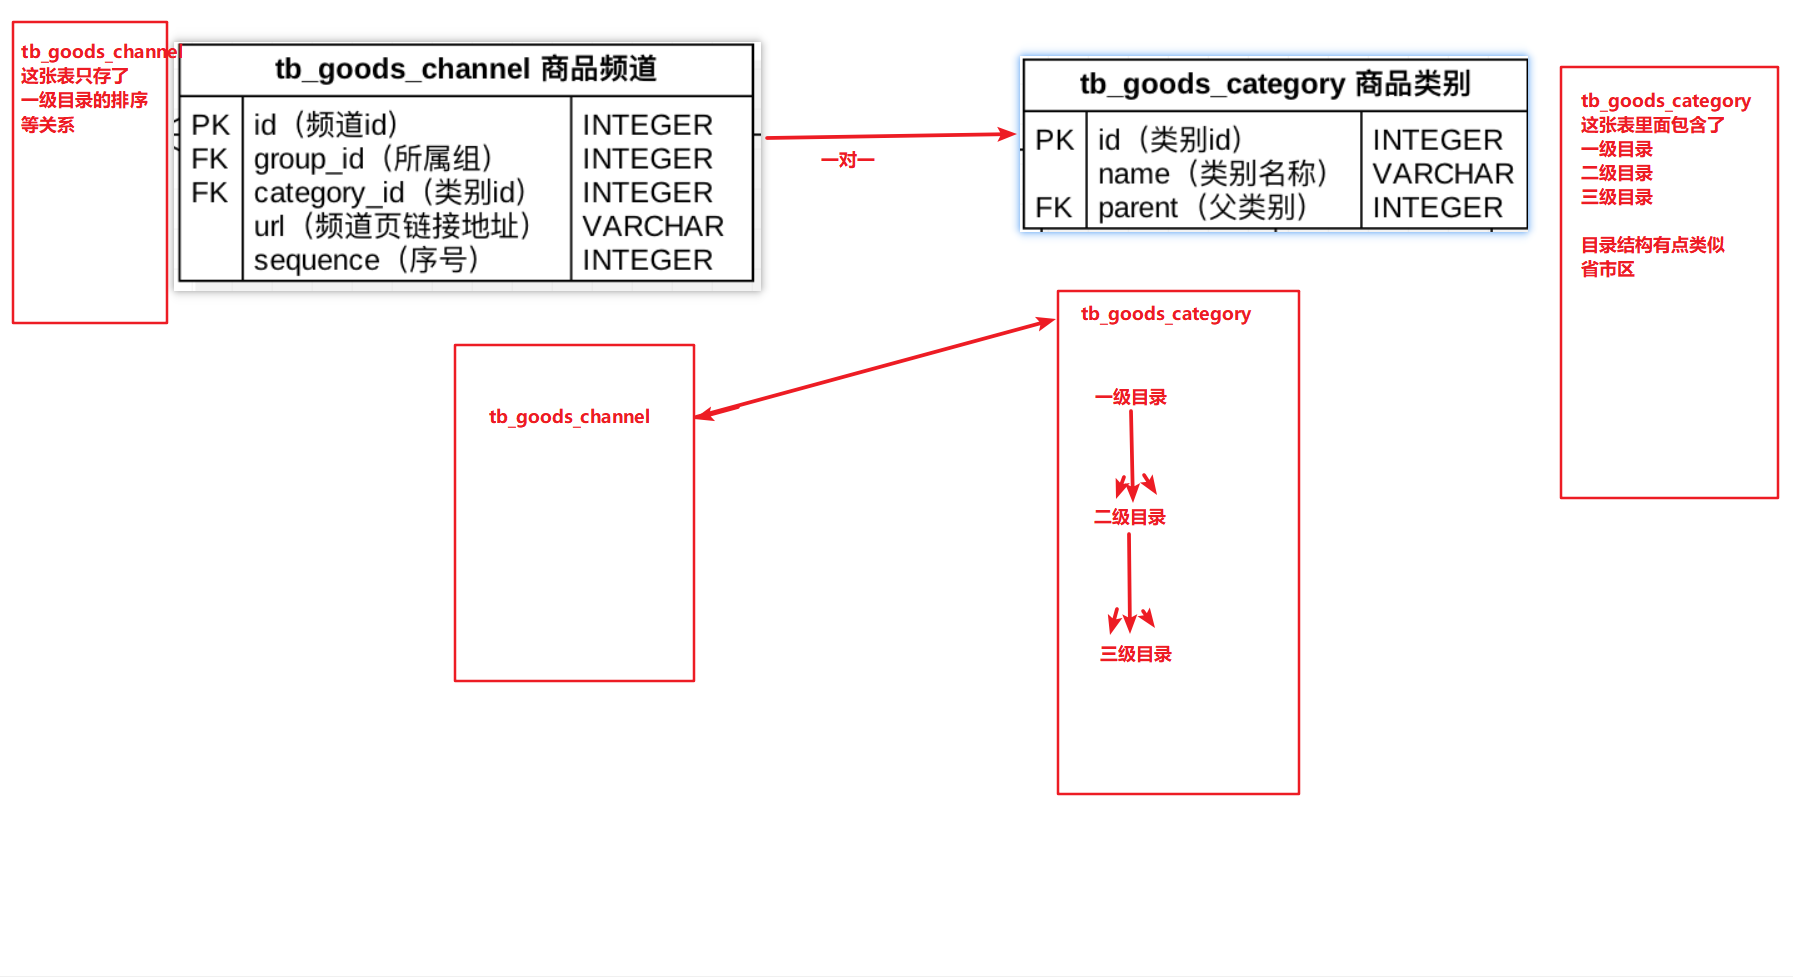 tb_goods_channel
这张表只存了
一级目录的排序
等关系
tb_goods_channel 商品频道
PK id（频道id） INTEGER
FK group_id（所属组） INTEGER
FK category_id（类别id） INTEGER
url（频道页链接地址） VARCHAR
sequence（序号） INTEGER
一对一
tb_goods_category 商品类别
PK id（类别id） INTEGER
name（类别名称） VARCHAR
FK parent（父类别） INTEGER
tb_goods_category
这张表里面包含了
一级目录
二级目录
三级目录
目录结构有点类似
省市区
tb_goods_channel
tb_goods_category
一级目录
二级目录
三级目录